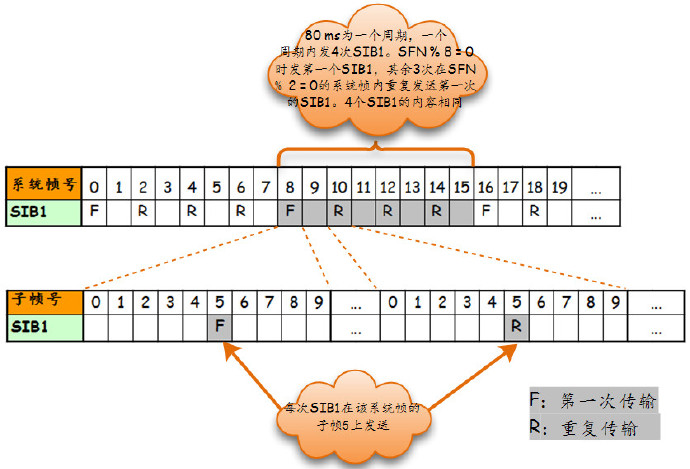 80 ms为一个周期，一个
周期内发4次SIB1。SFN % 8 = 0
时发第一个SIB1，其余3次在SFN
% 2 = 0的系统帧内重复发送第一次
的SIB1。4个SIB1的内容相同
系统帧号 0 1 2 3 4 5 6 7 8 9 10 11 12 13 14 15 16 17 18 19 ...
SIB1 F R R R F R R R F R ...
子帧号 0 1 2 3 4 5 6 7 8 9 ... 0 1 2 3 4 5 6 7 8 9 ...
SIB1 F ... R ...
每次SIB1在该系统帧的
子帧5上发送
F：第一次传输
R：重复传输